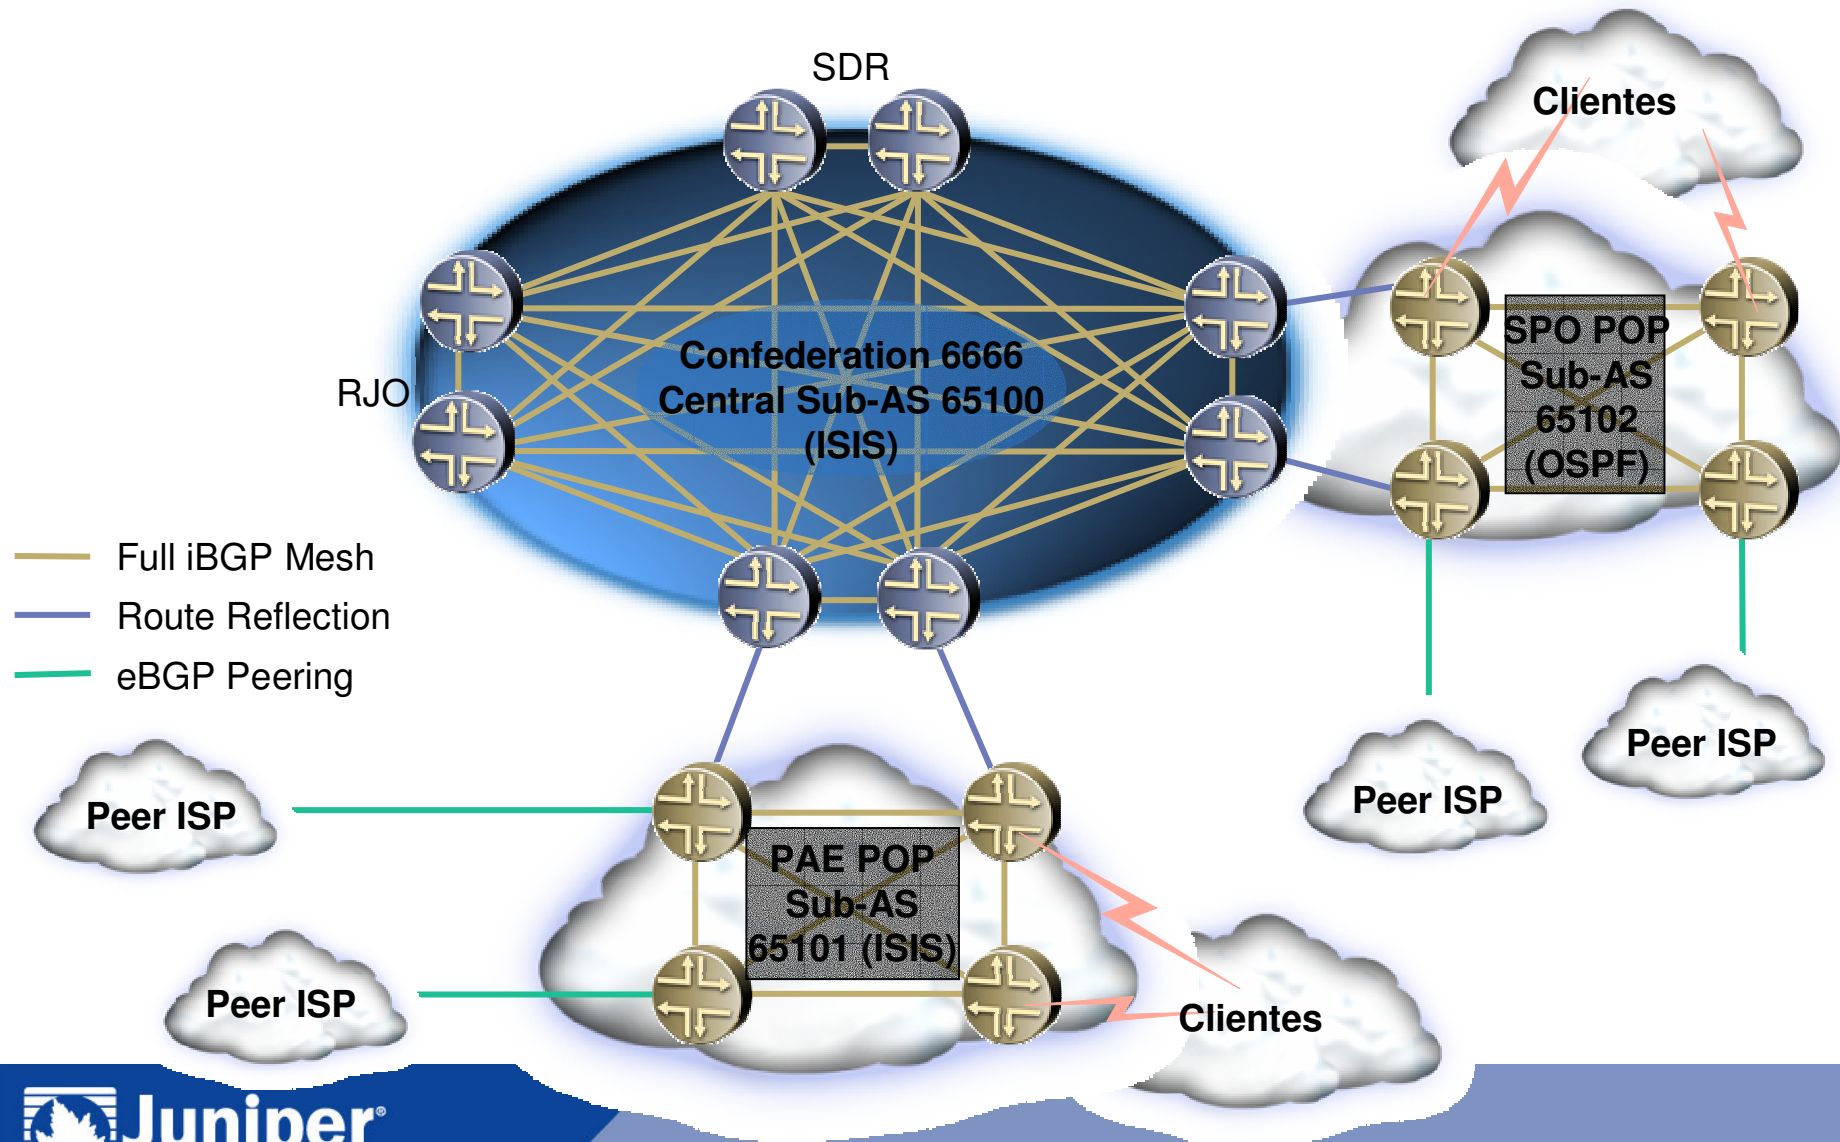 SDR
Clientes
RJO
Confederation 6666
Central Sub-AS 65100
(ISIS)
SPO POP
Sub-AS
65102
(OSPF)
Full iBGP Mesh
Route Reflection
eBGP Peering
Peer ISP
Peer ISP
Peer ISP
PAE POP
Sub-AS
65101 (ISIS)
Peer ISP
Clientes
Juniper®